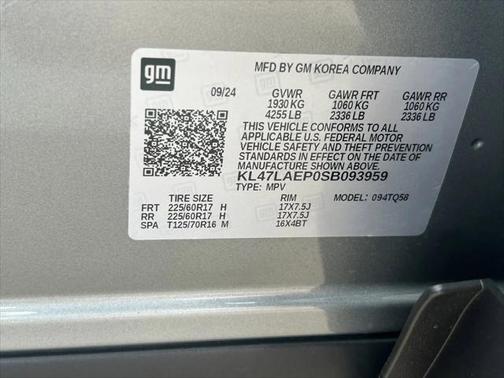 gm
MFD BY GM KOREA COMPANY
09/24 GVWR GAWR FRT GAWR RR
1930 KG 1060 KG 1060 KG
4255 LB 2336 LB 2336 LB
THIS VEHICLE CONFORMS TO ALL
APPLICABLE U.S. FEDERAL MOTOR
VEHICLE SAFETY, BUMPER, AND THEFT
PREVENTION STANDARDS IN EFFECT ON THE
DATE OF MANUFACTURE SHOWN ABOVE.
KL47LAEP0SB093959
TYPE: MPV MODEL: 094TQ58
TIRE SIZE RIM
FRT 225/60R17 H 17X7.5J
RR 225/60R17 H 17X7.5J
SPA T125/70R16 M 16X4BT